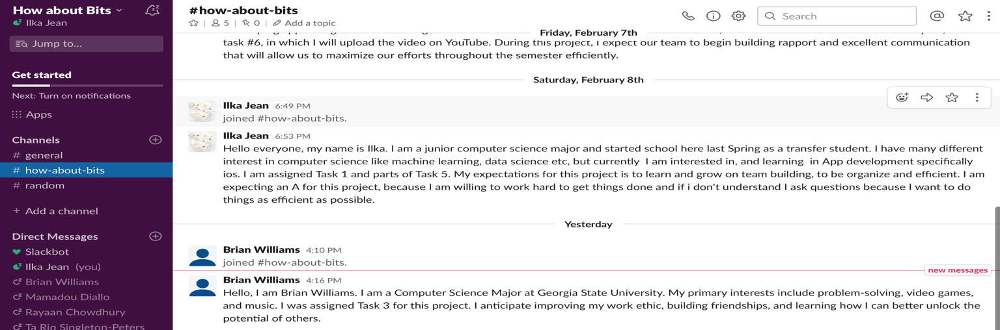 How about Bits
Ilka Jean
Jump to...
Get started
Next: Turn on notifications
Apps
Channels
# general
# how-about-bits
# random
+ Add a channel
Direct Messages
Slackbot
Ilka Jean (you)
Brian Williams
Mamadou Diallo
Rayaan Chowdhury
Ta Riq Singleton-Peters
#how-about-bits
5 | 0 | Add a topic
Search
Friday, February 7th
task #6, in which I will upload the video on YouTube. During this project, I expect our team to begin building rapport and excellent communication
that will allow us to maximize our efforts throughout the semester efficiently.
Saturday, February 8th
Ilka Jean 6:49 PM
joined #how-about-bits.
Ilka Jean 6:53 PM
Hello everyone, my name is Ilka. I am a junior computer science major and started school here last Spring as a transfer student. I have many different
interest in computer science like machine learning, data science etc, but currently  I am interested in, and learning  in App development specifically
ios. I am assigned Task 1 and parts of Task 5. My expectations for this project is to learn and grow on team building, to be organize and efficient. I am
expecting an A for this project, because I am willing to work hard to get things done and if i don't understand I ask questions because I want to do
things as efficient as possible.
Yesterday
Brian Williams 4:10 PM
joined #how-about-bits.
new messages
Brian Williams 4:16 PM
Hello, I am Brian Williams. I am a Computer Science Major at Georgia State University. My primary interests include problem-solving, video games,
and music. I was assigned Task 3 for this project. I anticipate improving my work ethic, building friendships, and learning how I can better unlock the
potential of others.